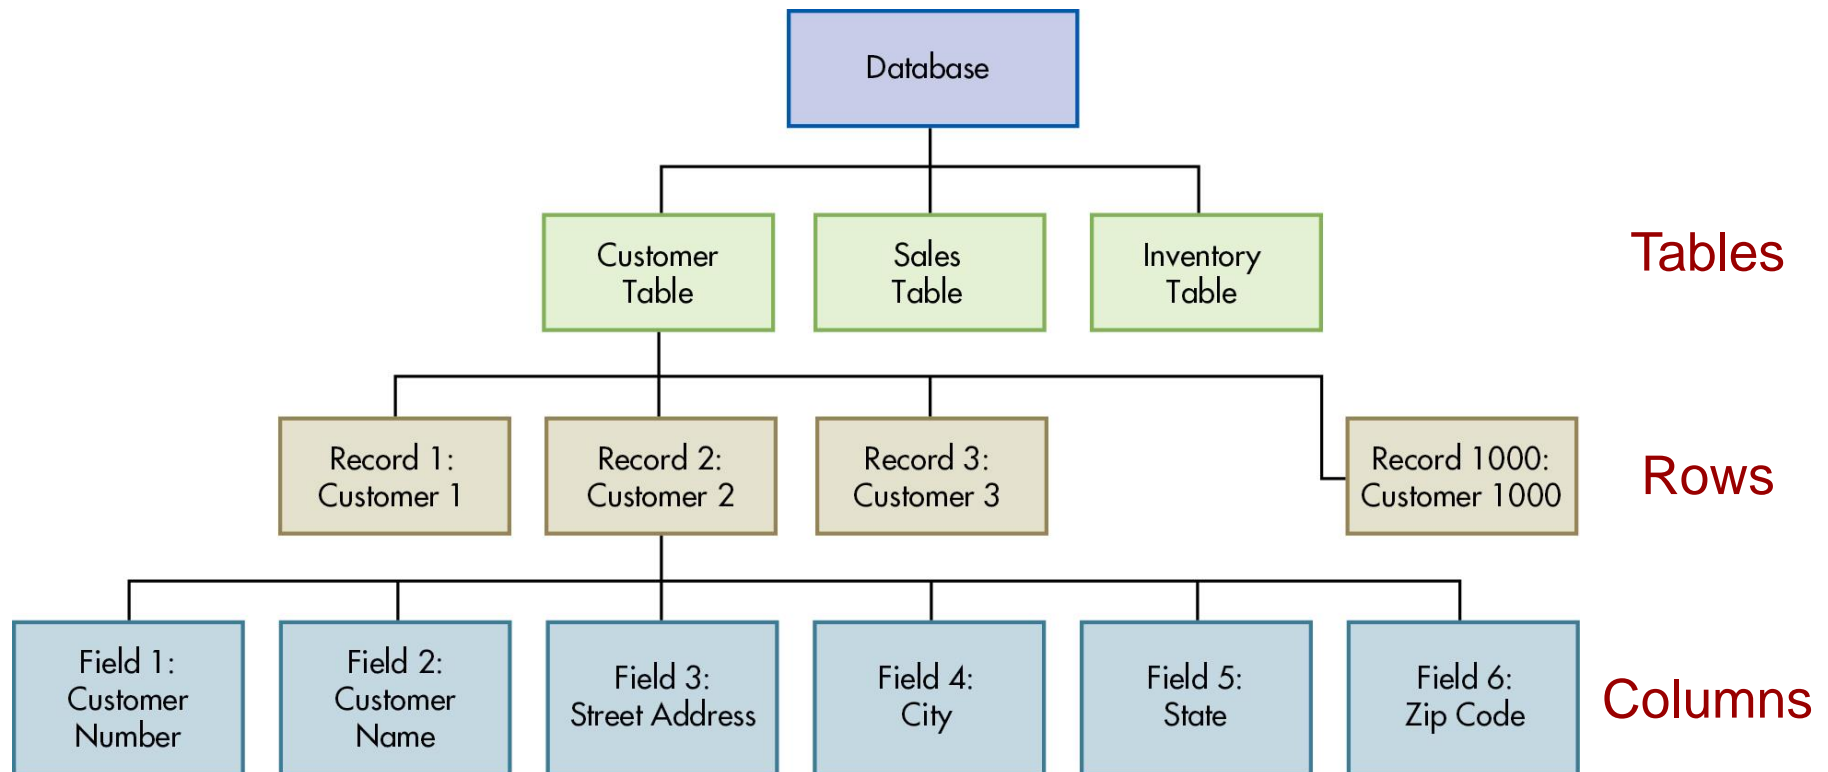 Database
Customer
Table
Sales
Table
Inventory
Table
Tables
Record 1:
Customer 1
Record 2:
Customer 2
Record 3:
Customer 3
Record 1000:
Customer 1000
Rows
Field 1:
Customer
Number
Field 2:
Customer
Name
Field 3:
Street Address
Field 4:
City
Field 5:
State
Field 6:
Zip Code
Columns